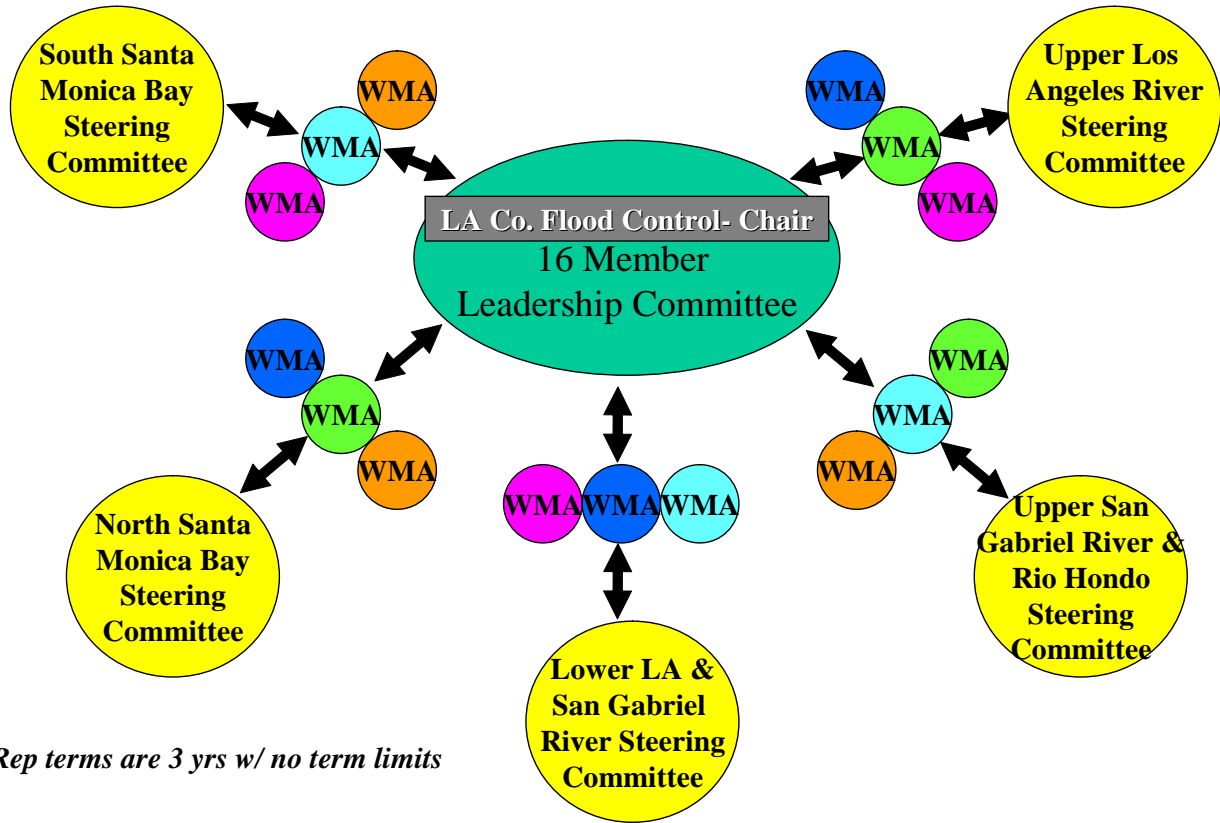 South Santa
Monica Bay
Steering
Committee
WMA
WMA
WMA
WMA
WMA
WMA
Upper Los
Angeles River
Steering
Committee
LA Co. Flood Control- Chair
16 Member
Leadership Committee
WMA
WMA
WMA
North Santa
Monica Bay
Steering
Committee
WMA
WMA
WMA
Lower LA &
San Gabriel
River Steering
Committee
WMA
WMA
WMA
Upper San
Gabriel River &
Rio Hondo
Steering
Committee
Rep terms are 3 yrs w/ no term limits